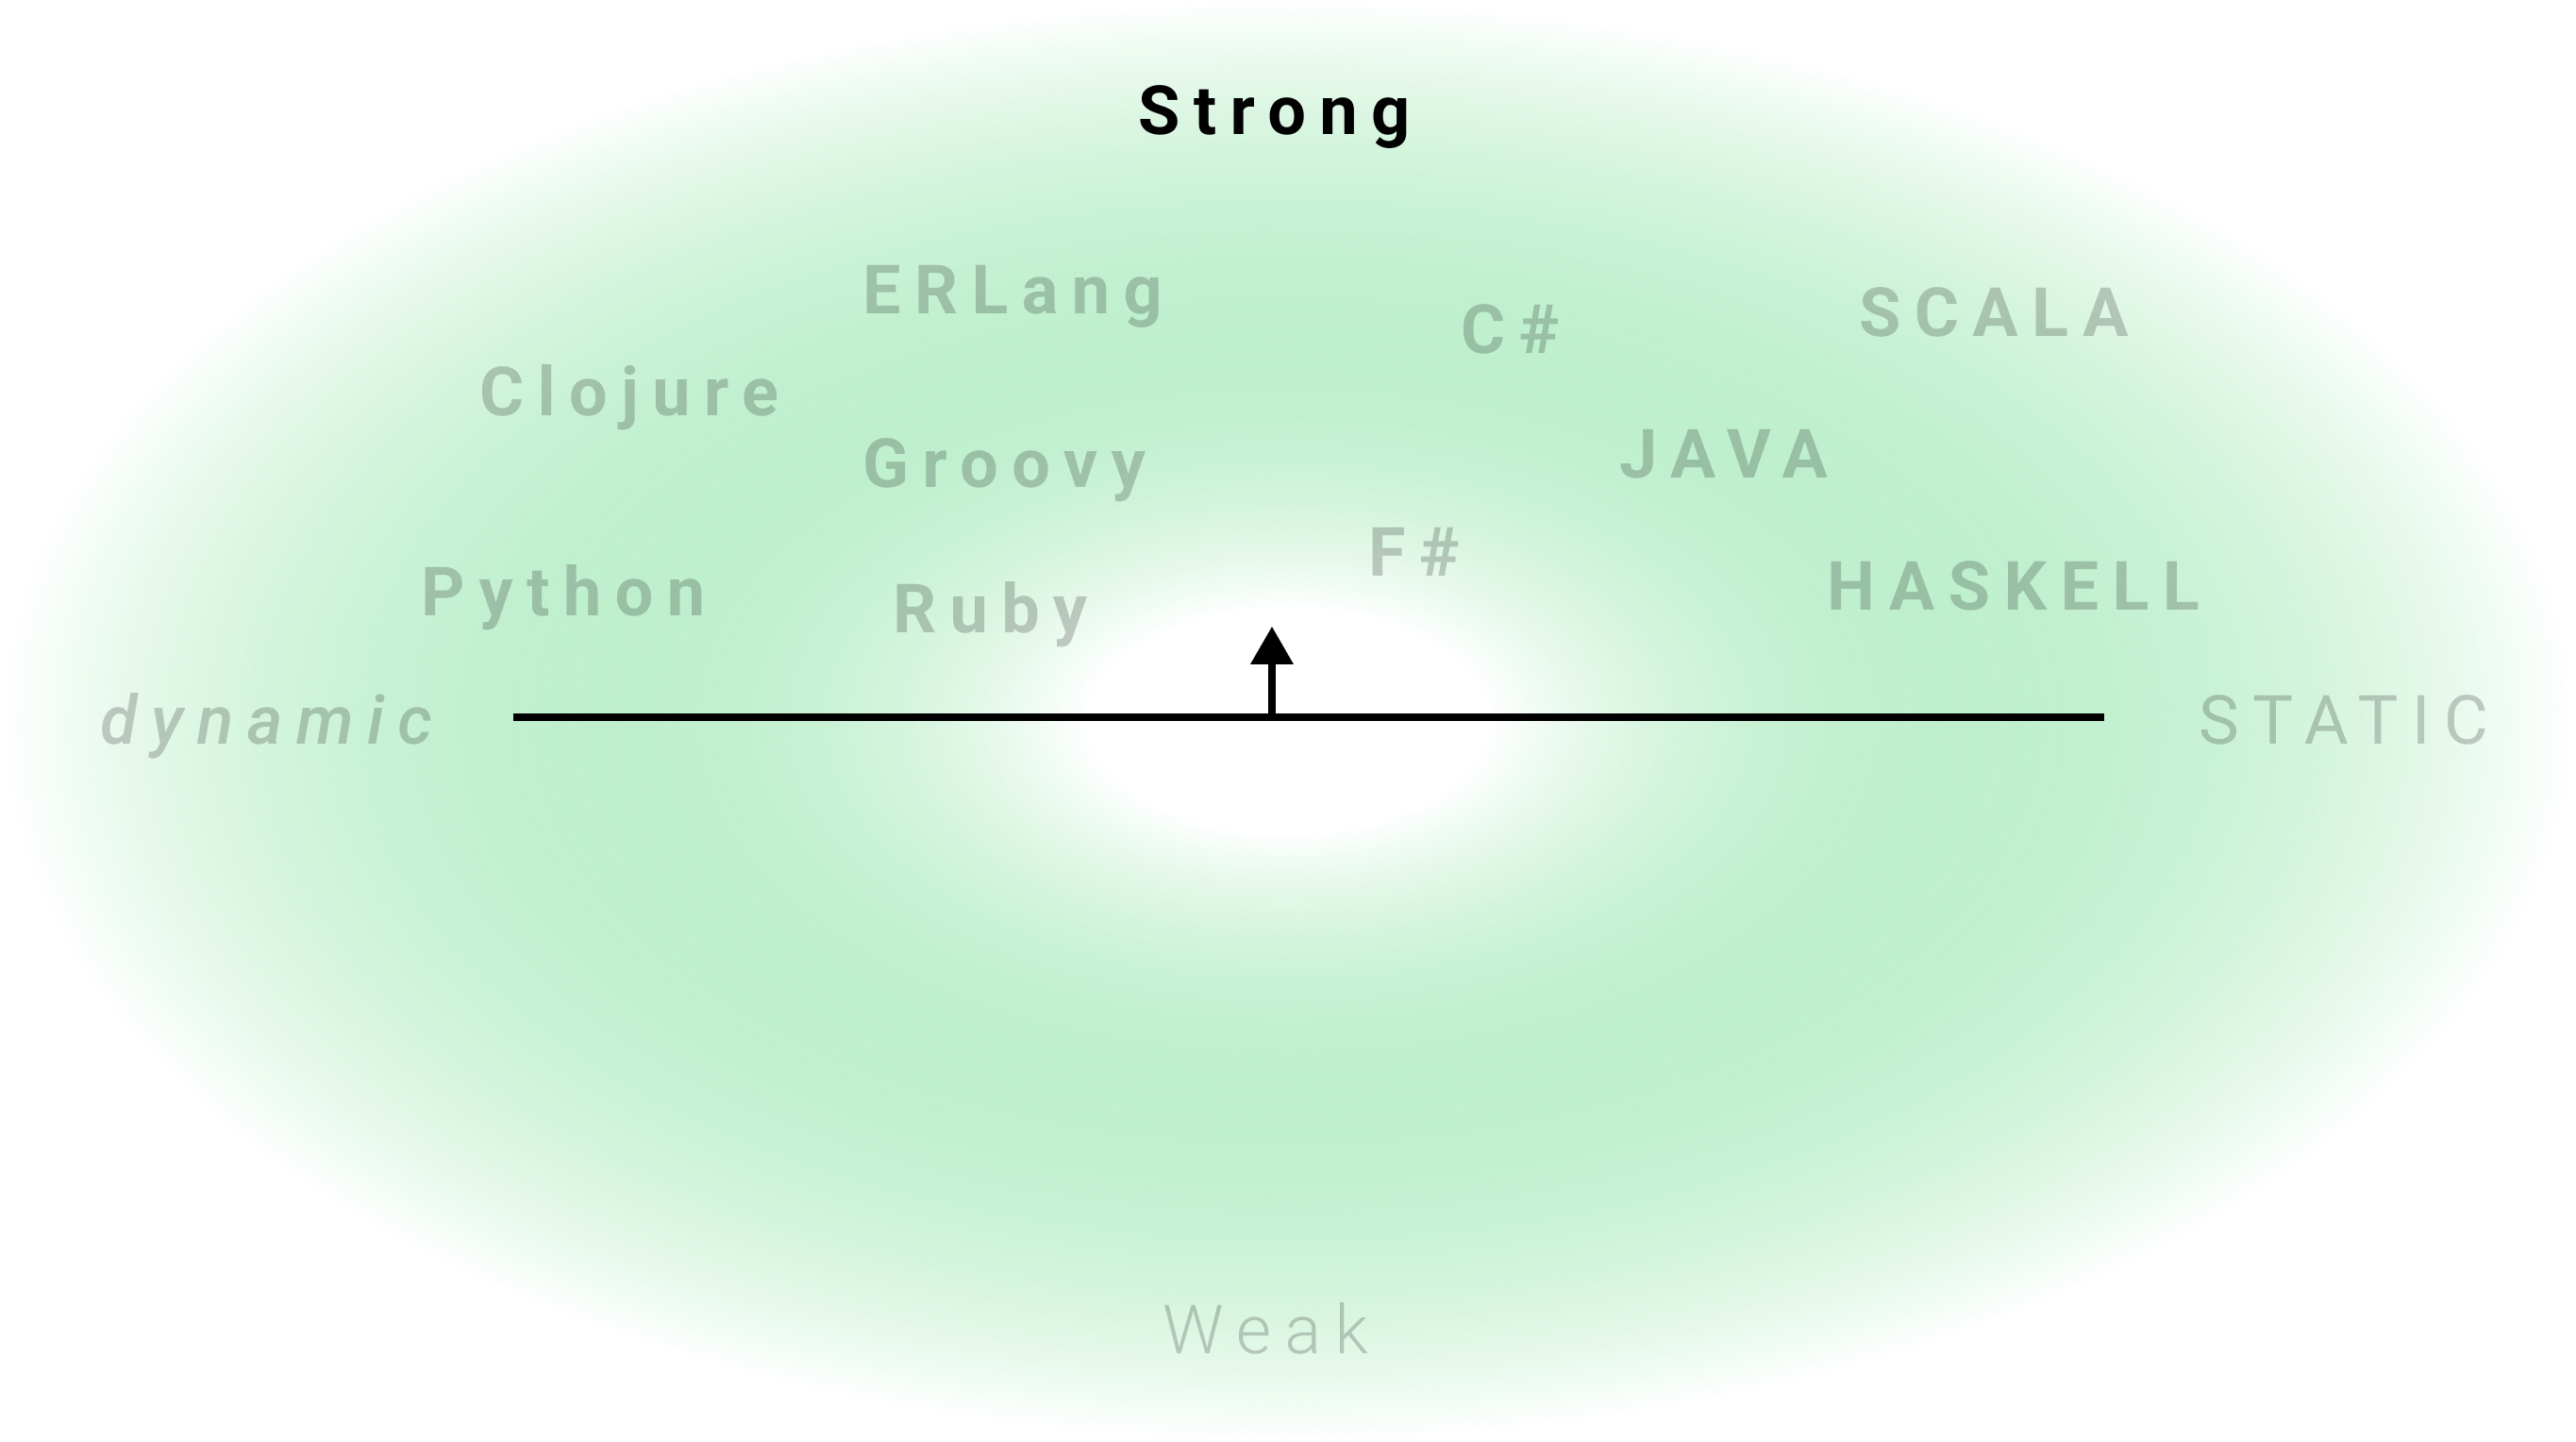 Strong
ERLang
SCALA
C#
Clojure
JAVA
Groovy
F#
HASKELL
Python
Ruby
dynamic
STATIC
Weak